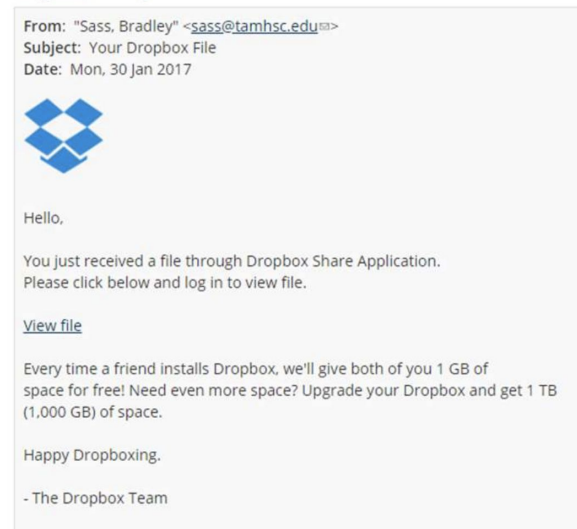 From: "Sass, Bradley" <sass@tamhsc.edu>
Subject: Your Dropbox File
Date: Mon, 30 Jan 2017
Hello,
You just received a file through Dropbox Share Application.
Please click below and log in to view file.
View file
Every time a friend installs Dropbox, we'll give both of you 1 GB of
space for free! Need even more space? Upgrade your Dropbox and get 1 TB
(1,000 GB) of space.
Happy Dropboxing.
- The Dropbox Team